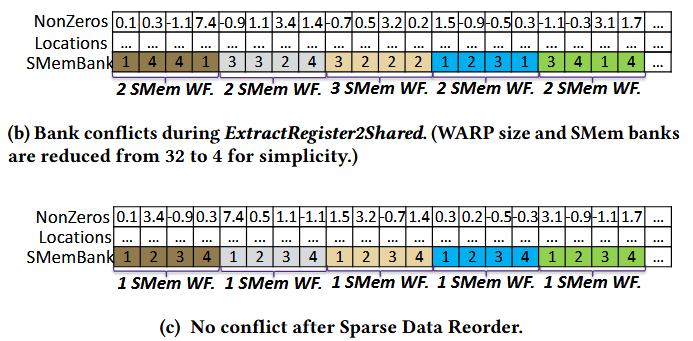 NonZeros 0.1 0.3 -1.1 7.4 -0.9 1.1 3.4 1.4 -0.7 0.5 3.2 0.2 1.5 -0.9 -0.5 0.3 -1.1 -0.3 3.1 1.7 ...
Locations ... ... ... ... ... ... ... ... ... ... ... ... ... ... ... ... ... ... ... ... ...
SMemBank 1 4 4 1 3 3 2 4 3 2 2 2 1 2 3 1 3 4 1 4 ...
2 SMem WF. 2 SMem WF. 3 SMem WF. 2 SMem WF. 2 SMem WF.
(b) Bank conflicts during ExtractRegister2Shared. (WARP size and SMem banks
are reduced from 32 to 4 for simplicity.)
NonZeros 0.1 3.4 -0.9 0.3 7.4 0.5 1.1 -1.1 1.5 3.2 -0.7 1.4 0.3 0.2 -0.5 -0.3 3.1 -0.9 -1.1 1.7 ...
Locations ... ... ... ... ... ... ... ... ... ... ... ... ... ... ... ... ... ... ... ... ...
SMemBank 1 2 3 4 1 2 3 4 1 2 3 4 1 2 3 4 1 2 3 4 ...
1 SMem WF. 1 SMem WF. 1 SMem WF. 1 SMem WF. 1 SMem WF.
(c) No conflict after Sparse Data Reorder.